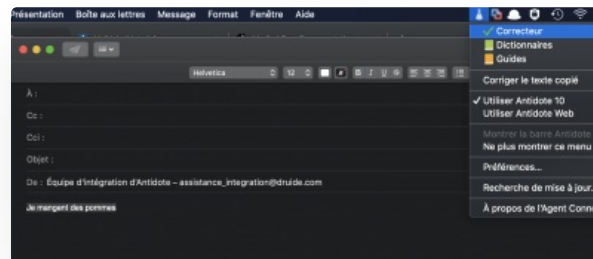 Présentation Boîte aux lettres Message Format Fenêtre Aide
Helvetica 12 B I U S
À :
Cc :
Cci :
Objet :
De : Équipe d'intégration d'Antidote – assistance_integration@druide.com
Je mangent des pommes
Correcteur
Dictionnaires
Guides
Corriger le texte copié
✓ Utiliser Antidote 10
Utiliser Antidote Web
Montrer la barre Antidote
Ne plus montrer ce menu
Préférences...
Recherche de mise à jour.
À propos de l'Agent Conn